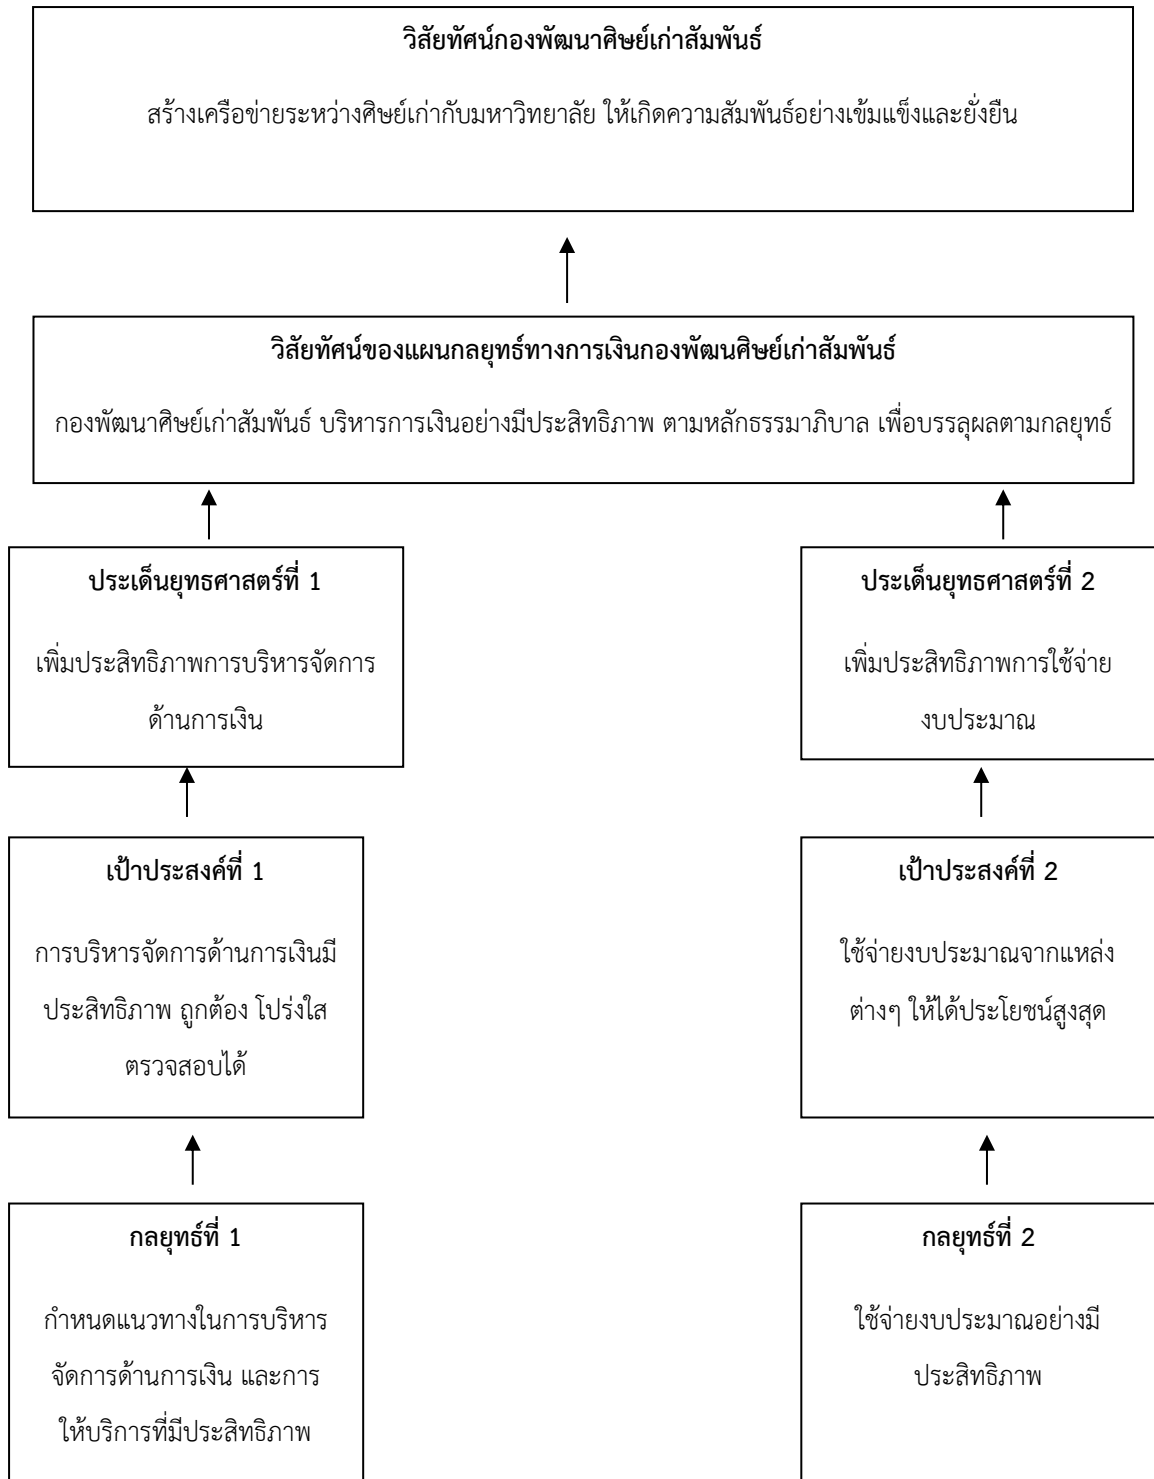 วิสัยทัศน์กองพัฒนาศิษย์เก่าสัมพันธ์
สร้างเครือข่ายระหว่างศิษย์เก่ากับมหาวิทยาลัย ให้เกิดความสัมพันธ์อย่างเข้มแข็งและยั่งยืน
วิสัยทัศน์ของแผนกลยุทธ์ทางการเงินกองพัฒนศิษย์เก่าสัมพันธ์
กองพัฒนาศิษย์เก่าสัมพันธ์ บริหารการเงินอย่างมีประสิทธิภาพ ตามหลักธรรมาภิบาล เพื่อบรรลุผลตามกลยุทธ์
ประเด็นยุทธศาสตร์ที่ 1
เพิ่มประสิทธิภาพการบริหารจัดการ
ด้านการเงิน
ประเด็นยุทธศาสตร์ที่ 2
เพิ่มประสิทธิภาพการใช้จ่าย
งบประมาณ
เป้าประสงค์ที่ 1
การบริหารจัดการด้านการเงินมี
ประสิทธิภาพ ถูกต้อง โปร่งใส
ตรวจสอบได้
เป้าประสงค์ที่ 2
ใช้จ่ายงบประมาณจากแหล่ง
ต่างๆ ให้ได้ประโยชน์สูงสุด
กลยุทธ์ที่ 1
กำหนดแนวทางในการบริหาร
จัดการด้านการเงิน และการ
ให้บริการที่มีประสิทธิภาพ
กลยุทธ์ที่ 2
ใช้จ่ายงบประมาณอย่างมี
ประสิทธิภาพ